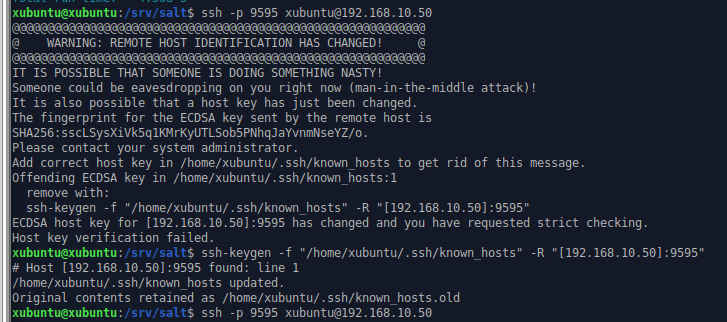 xubuntu@xubuntu:/srv/salt$ ssh -p 9595 xubuntu@192.168.10.50
@@@@@@@@@@@@@@@@@@@@@@@@@@@@@@@@@@@@@@@@@@@@@@@@@@@@@@@@@@@
@    WARNING: REMOTE HOST IDENTIFICATION HAS CHANGED!     @
@@@@@@@@@@@@@@@@@@@@@@@@@@@@@@@@@@@@@@@@@@@@@@@@@@@@@@@@@@@
IT IS POSSIBLE THAT SOMEONE IS DOING SOMETHING NASTY!
Someone could be eavesdropping on you right now (man-in-the-middle attack)!
It is also possible that a host key has just been changed.
The fingerprint for the ECDSA key sent by the remote host is
SHA256:sscLSysXiVk5q1KMrKyUTLSob5PNhqJaYvnmNseYZ/o.
Please contact your system administrator.
Add correct host key in /home/xubuntu/.ssh/known_hosts to get rid of this message.
Offending ECDSA key in /home/xubuntu/.ssh/known_hosts:1
  remove with:
  ssh-keygen -f "/home/xubuntu/.ssh/known_hosts" -R "[192.168.10.50]:9595"
ECDSA host key for [192.168.10.50]:9595 has changed and you have requested strict checking.
Host key verification failed.
xubuntu@xubuntu:/srv/salt$ ssh-keygen -f "/home/xubuntu/.ssh/known_hosts" -R "[192.168.10.50]:9595"
# Host [192.168.10.50]:9595 found: line 1
/home/xubuntu/.ssh/known_hosts updated.
Original contents retained as /home/xubuntu/.ssh/known_hosts.old
xubuntu@xubuntu:/srv/salt$ ssh -p 9595 xubuntu@192.168.10.50